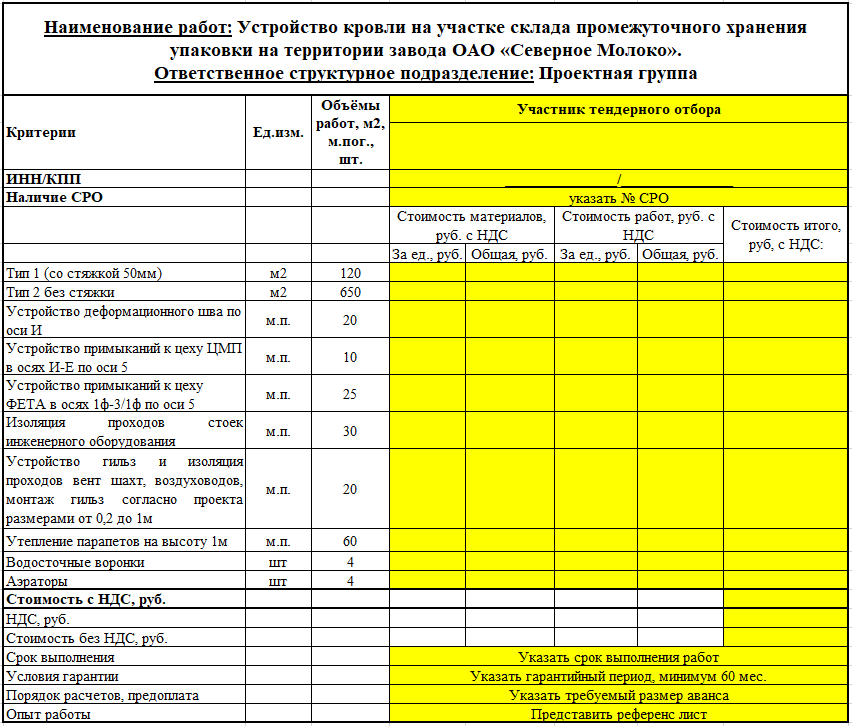 Наименование работ: Устройство кровли на участке склада промежуточного хранения
упаковки на территории завода ОАО «Северное Молоко».
Ответственное структурное подразделение: Проектная группа
Критерии
Ед.изм.
Объёмы
работ, м2,
м.пог.,
шт.
Участник тендерного отбора
ИНН/КПП
________________/________________
Наличие СРО
указать № СРО
Стоимость материалов,
руб. с НДС
Стоимость работ, руб. с
НДС
Стоимость итого,
руб, с НДС:
За ед., руб. Общая, руб. За ед., руб. Общая, руб.
Тип 1 (со стяжкой 50мм) м2 120
Тип 2 без стяжки м2 650
Устройство деформационного шва по
оси И
м.п. 20
Устройство примыканий к цеху ЦМП
в осях И-Е по оси 5
м.п. 10
Устройство примыканий к цеху
ФЕТА в осях 1ф-3/1ф по оси 5
м.п. 25
Изоляция проходов стоек
инженерного оборудования
м.п. 30
Устройство гильз и изоляция
проходов вент шахт, воздуховодов,
монтаж гильз согласно проекта
размерами от 0,2 до 1м
м.п. 20
Утепление парапетов на высоту 1м м.п. 60
Водосточные воронки шт 4
Аэраторы шт 4
Стоимость с НДС, руб.
НДС, руб.
Стоимость без НДС, руб.
Срок выполнения Указать срок выполнения работ
Условия гарантии Указать гарантийный период, минимум 60 мес.
Порядок расчетов, предоплата Указать требуемый размер аванса
Опыт работы Представить референс лист